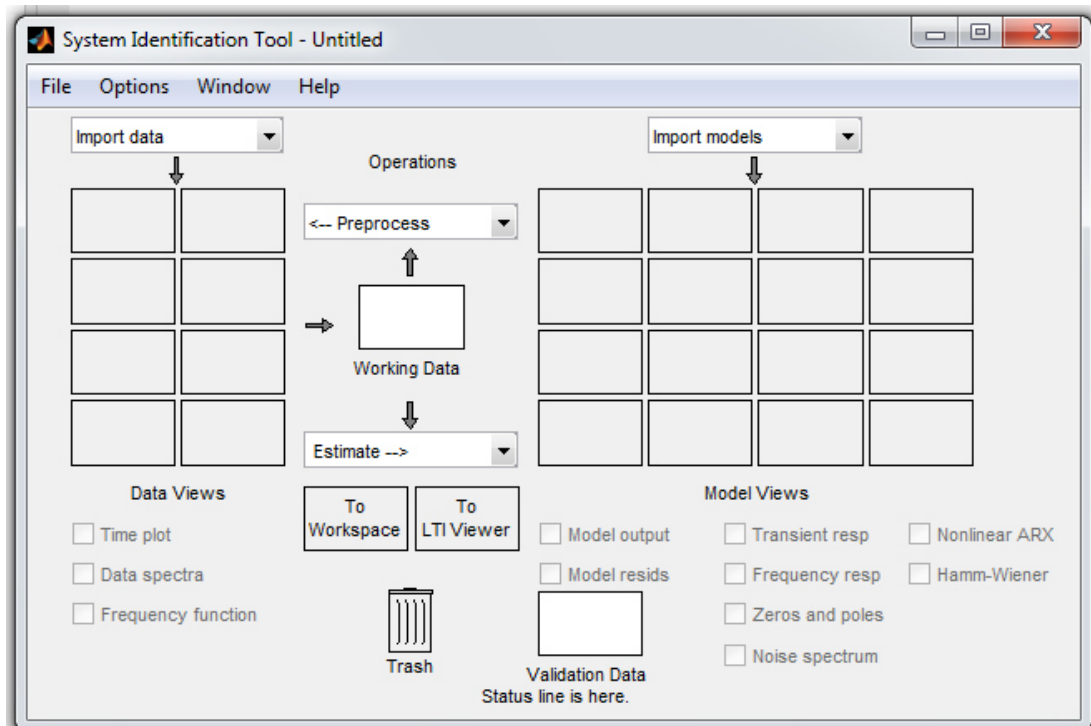 System Identification Tool - Untitled
File Options Window Help
Import data
Import models
Operations
<-- Preprocess
Working Data
Estimate -->
Data Views
To Workspace
To LTI Viewer
Model Views
Time plot
Data spectra
Frequency function
Model output
Model resids
Transient resp
Frequency resp
Zeros and poles
Noise spectrum
Nonlinear ARX
Hamm-Wiener
Trash
Validation Data
Status line is here.